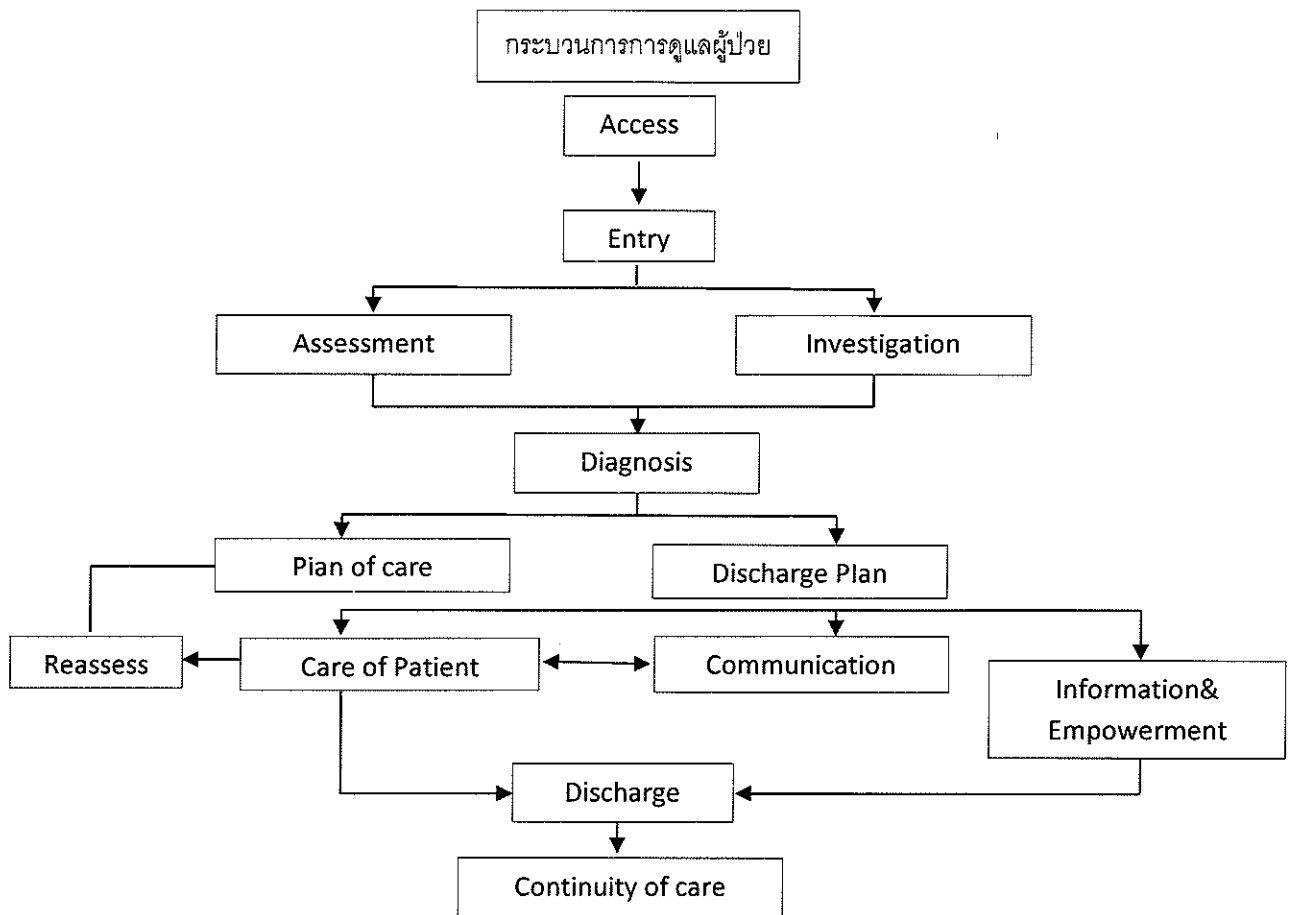 กระบวนการการดูแลผู้ป่วย
Access
Entry
Assessment
Investigation
Diagnosis
Pian of care
Discharge Plan
Reassess
Care of Patient
Communication
Information&
Empowerment
Discharge
Continuity of care